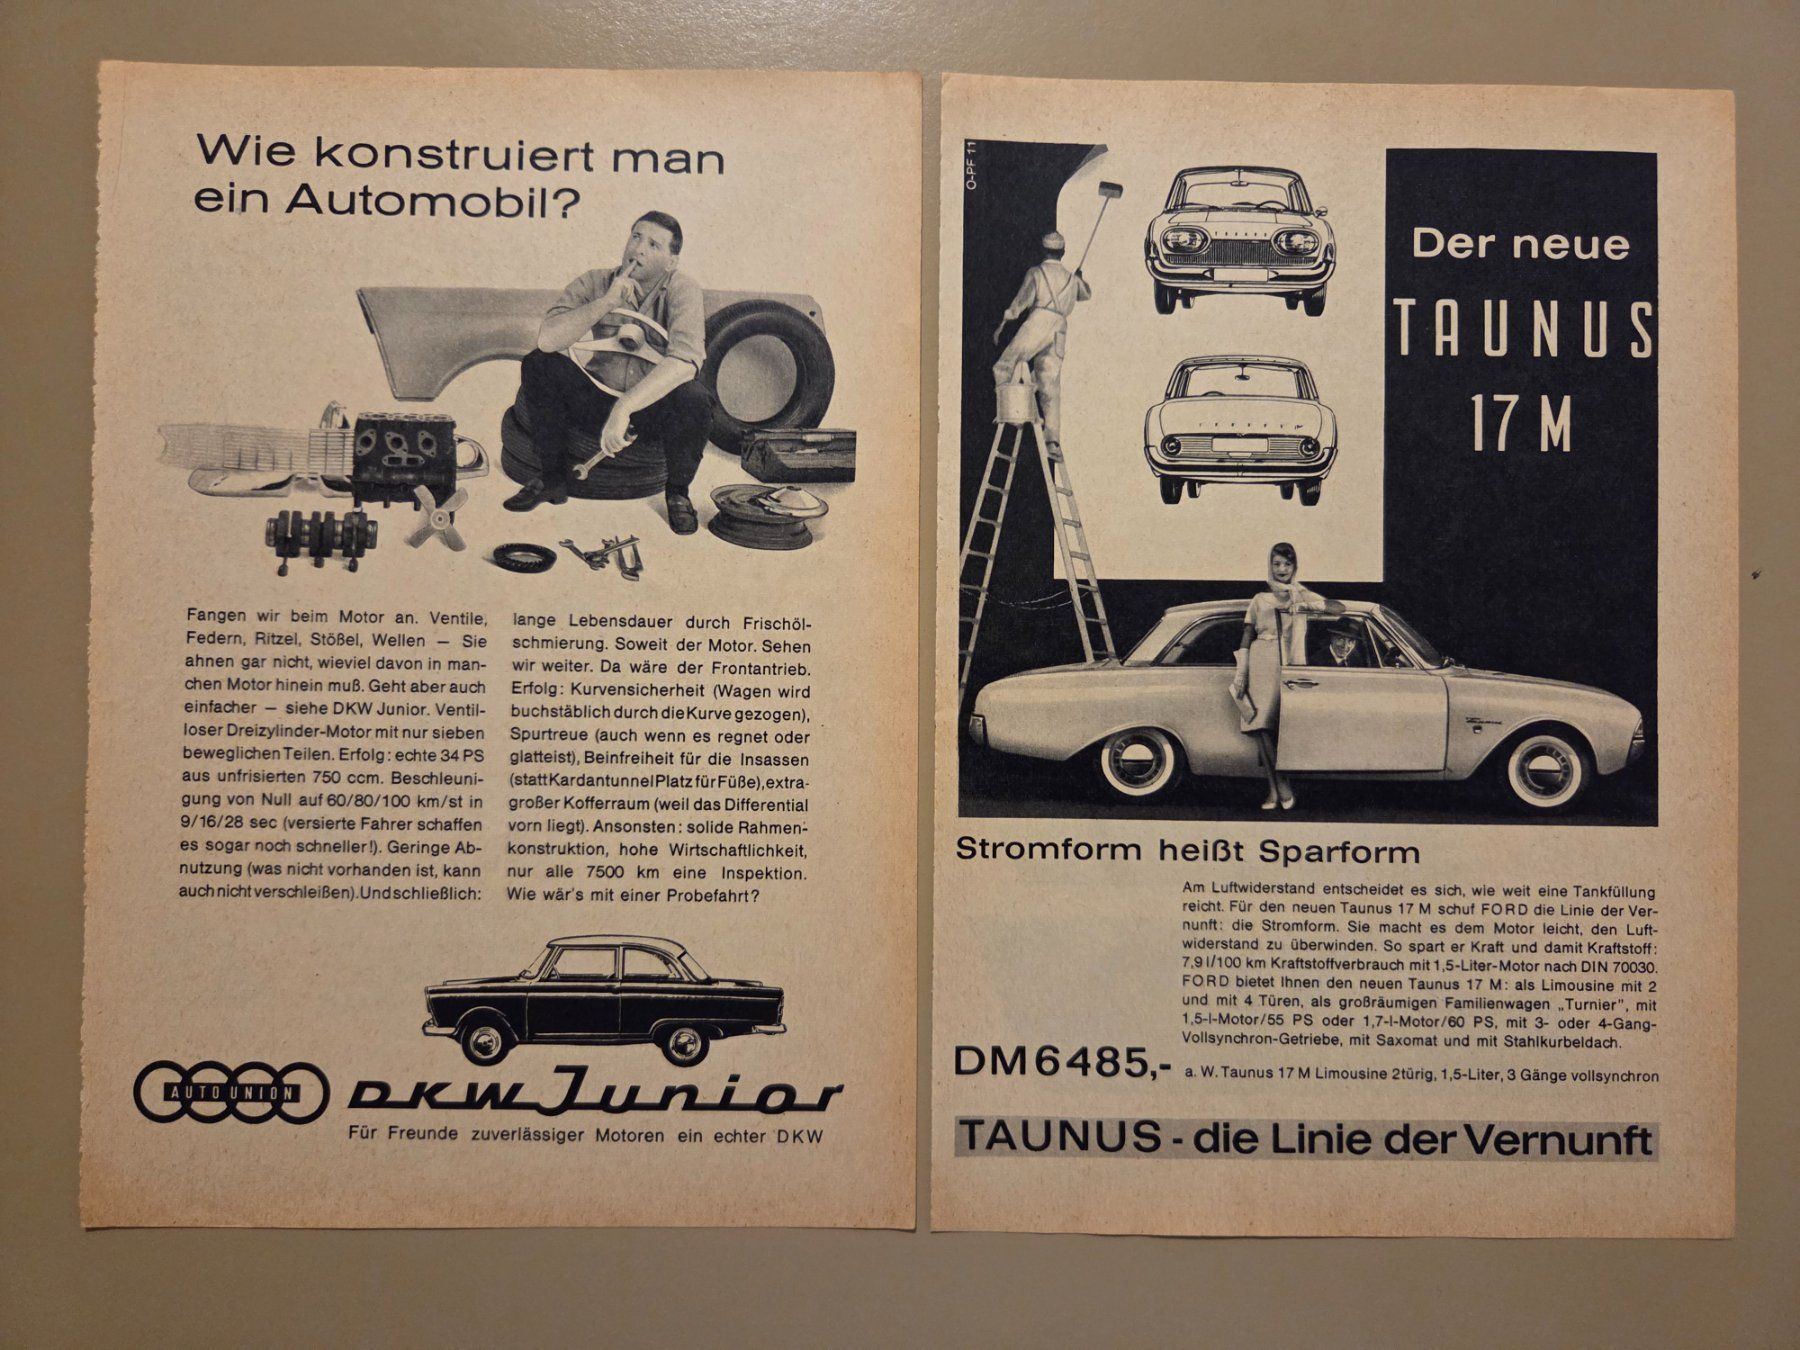 Wie konstruiert man
ein Automobil?
Fangen wir beim Motor an. Ventile,
Federn, Ritzel, Stößel, Wellen — Sie
ahnen gar nicht, wieviel davon in man-
chen Motor hinein muß. Geht aber auch
einfacher — siehe DKW Junior. Ventil-
loser Dreizylinder-Motor mit nur sieben
beweglichen Teilen. Erfolg: echte 34 PS
aus unfrisierten 750 ccm. Beschleuni-
gung von Null auf 60/80/100 km/st in
9/16/28 sec (versierte Fahrer schaffen
es sogar noch schneller!). Geringe Ab-
nutzung (was nicht vorhanden ist, kann
auch nicht verschleißen). Und schließlich:
lange Lebensdauer durch Frischöl-
schmierung. Soweit der Motor. Sehen
wir weiter. Da wäre der Frontantrieb.
Erfolg: Kurvensicherheit (Wagen wird
buchstäblich durch die Kurve gezogen),
Spurtreue (auch wenn es regnet oder
glatteist), Beinfreiheit für die Insassen
(statt Kardantunnel Platz für Füße), extra-
großer Kofferraum (weil das Differential
vorn liegt). Ansonsten: solide Rahmen-
konstruktion, hohe Wirtschaftlichkeit,
nur alle 7500 km eine Inspektion.
Wie wär's mit einer Probefahrt?
AUTO UNION
DKW Junior
Für Freunde zuverlässiger Motoren ein echter DKW
O-PF 11
TAUNUS
Der neue
TAUNUS
17 M
Stromform heißt Sparform
Am Luftwiderstand entscheidet es sich, wie weit eine Tankfüllung
reicht. Für den neuen Taunus 17 M schuf FORD die Linie der Ver-
nunft: die Stromform. Sie macht es dem Motor leicht, den Luft-
widerstand zu überwinden. So spart er Kraft und damit Kraftstoff:
7,9 l/100 km Kraftstoffverbrauch mit 1,5-Liter-Motor nach DIN 70030.
FORD bietet Ihnen den neuen Taunus 17 M: als Limousine mit 2
und mit 4 Türen, als großräumigen Familienwagen „Turnier", mit
1,5-l-Motor/55 PS oder 1,7-l-Motor/60 PS, mit 3- oder 4-Gang-
Vollsynchron-Getriebe, mit Saxomat und mit Stahlkurbeldach.
DM 6485,- a. W. Taunus 17 M Limousine 2türig, 1,5-Liter, 3 Gänge vollsynchron
TAUNUS - die Linie der Vernunft